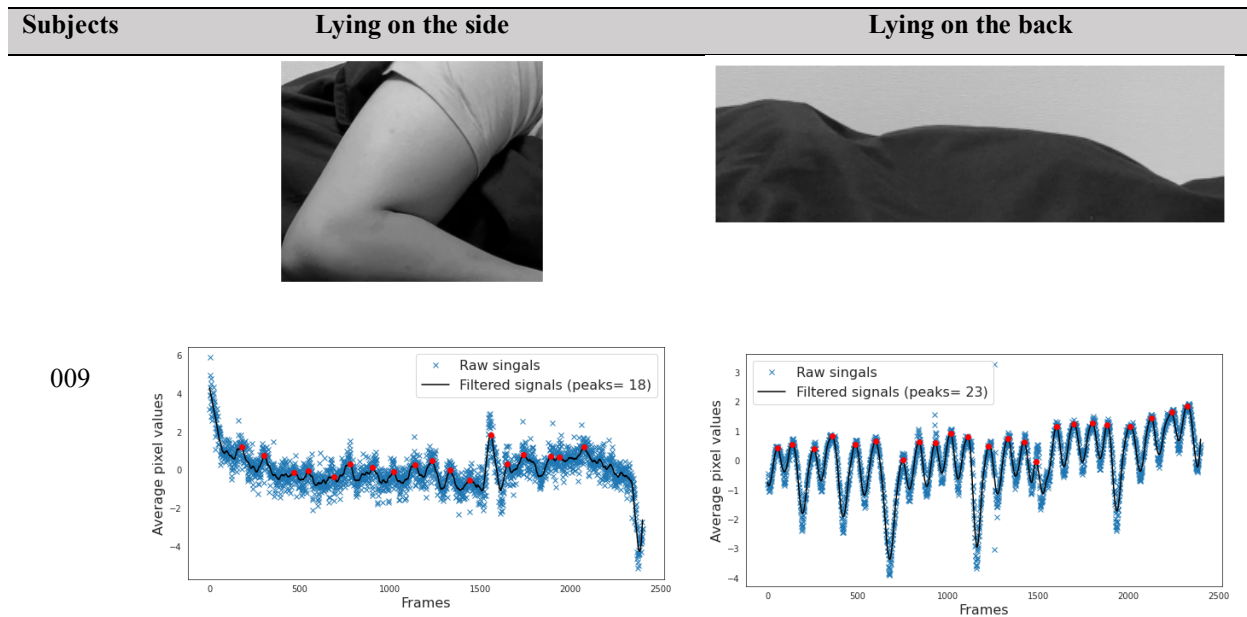 Subjects Lying on the side Lying on the back
009
6
4
2
0
−2
−4
Average pixel values
Raw singals
Filtered signals (peaks= 18)
0 500 1000 1500 2000 2500
Frames
3
2
1
0
−1
−2
−3
−4
Average pixel values
Raw singals
Filtered signals (peaks= 23)
0 500 1000 1500 2000 2500
Frames